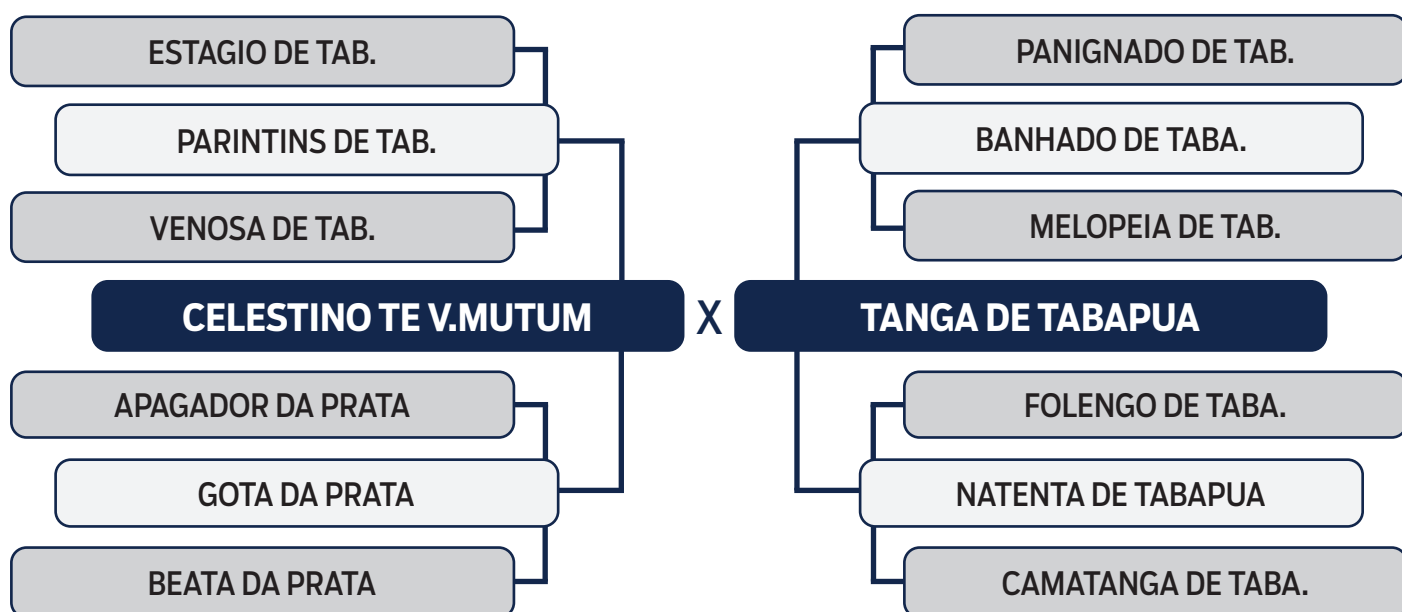 ESTAGIO DE TAB.
PARINTINS DE TAB.
VENOSA DE TAB.
CELESTINO TE V.MUTUM
APAGADOR DA PRATA
GOTA DA PRATA
BEATA DA PRATA
X
PANIGNADO DE TAB.
BANHADO DE TABA.
MELOPEIA DE TAB.
TANGA DE TABAPUA
FOLENGO DE TABA.
NATENTA DE TABAPUA
CAMATANGA DE TABA.